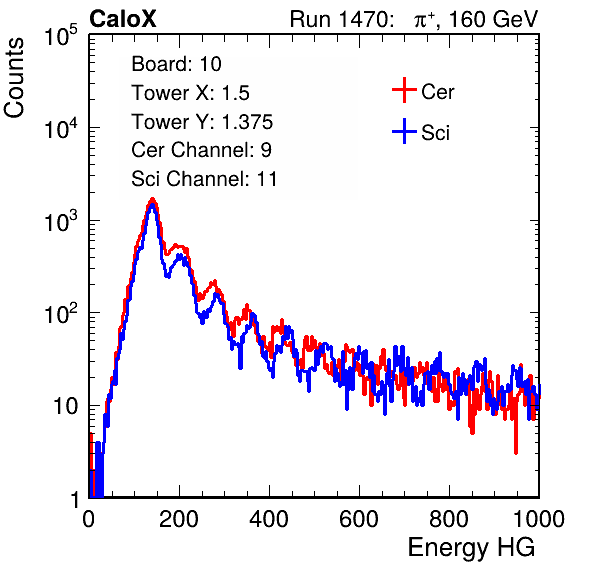 CaloX
Run 1470: π⁺, 160 GeV
Counts
10⁵
10⁴
10³
10²
10
1
Board: 10
Tower X: 1.5
Tower Y: 1.375
Cer Channel: 9
Sci Channel: 11
Cer
Sci
0 200 400 600 800 1000
Energy HG